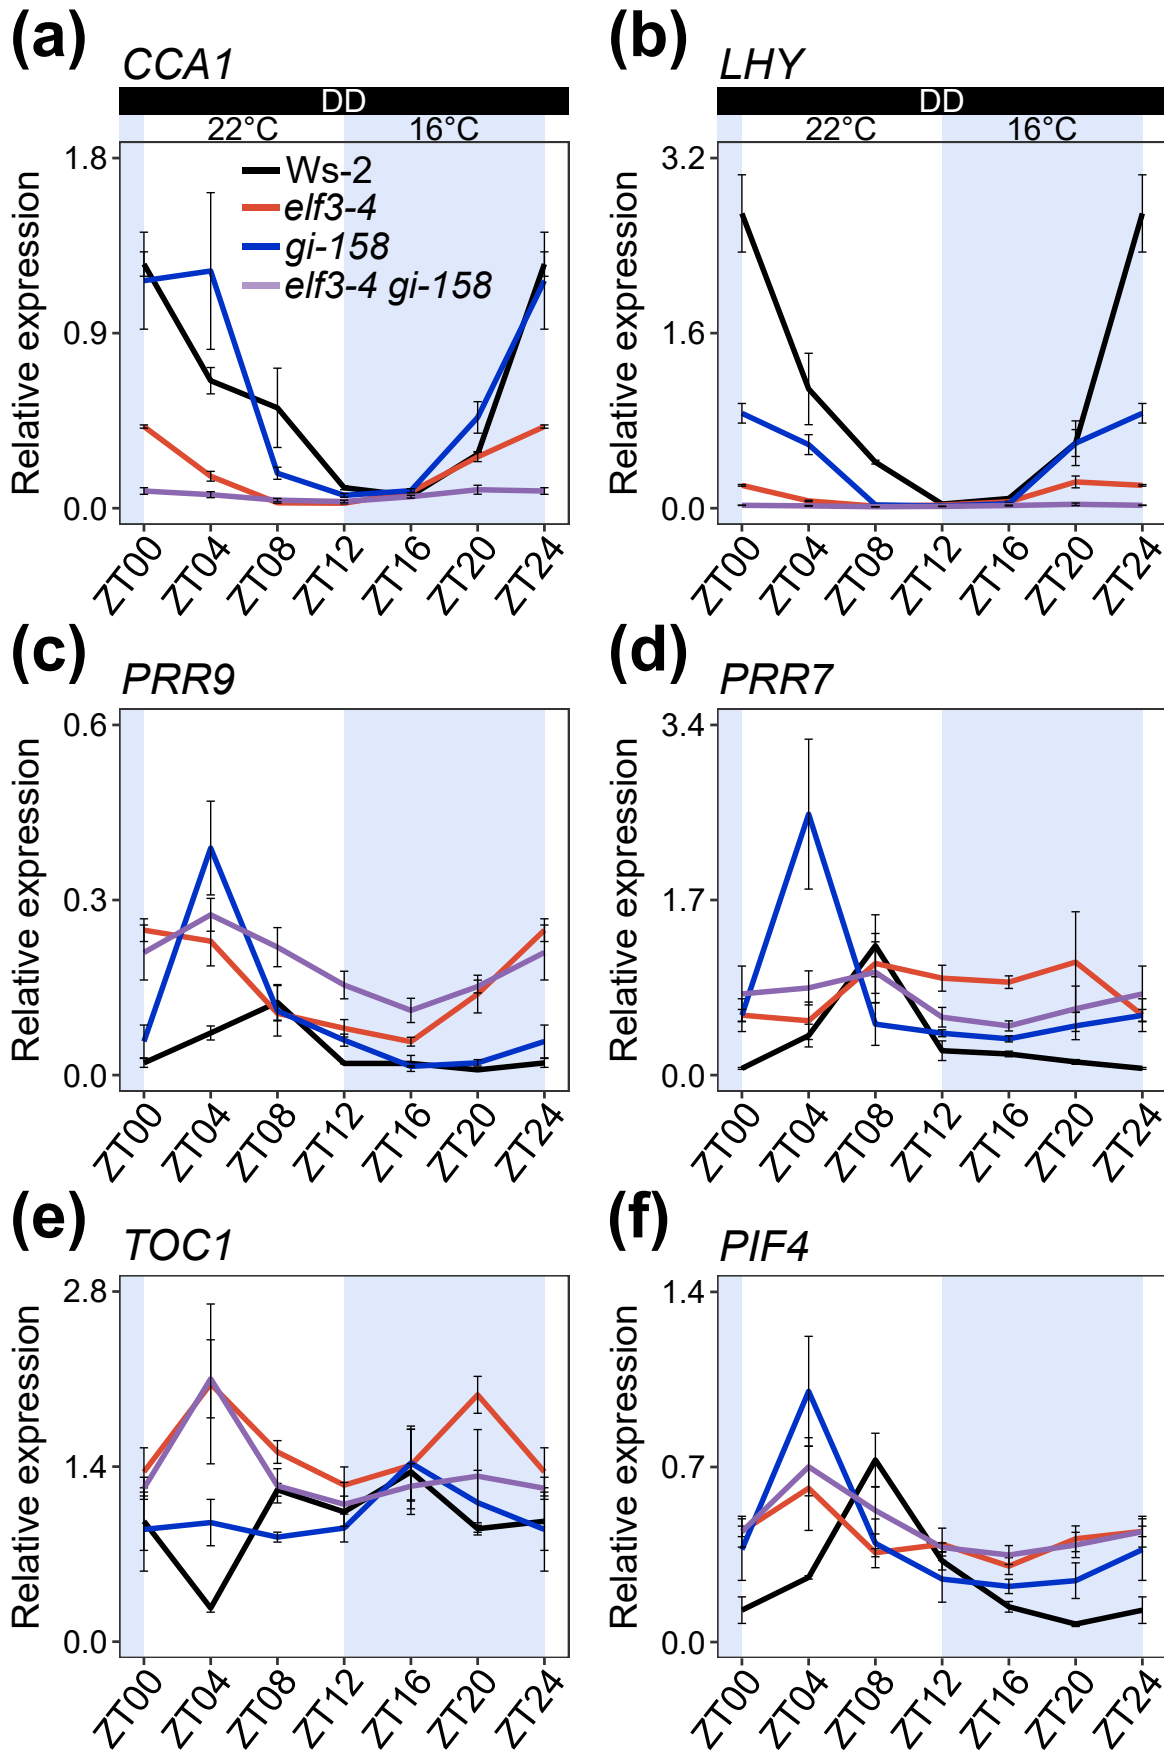 (a)
CCA1
DD
22°C 16°C
1.8
0.9
0.0
Relative expression
Ws-2
elf3-4
gi-158
elf3-4 gi-158
ZT00 ZT04 ZT08 ZT12 ZT16 ZT20 ZT24
(b)
LHY
DD
22°C 16°C
3.2
1.6
0.0
Relative expression
ZT00 ZT04 ZT08 ZT12 ZT16 ZT20 ZT24
(c)
PRR9
0.6
0.3
0.0
Relative expression
ZT00 ZT04 ZT08 ZT12 ZT16 ZT20 ZT24
(d)
PRR7
3.4
1.7
0.0
Relative expression
ZT00 ZT04 ZT08 ZT12 ZT16 ZT20 ZT24
(e)
TOC1
2.8
1.4
0.0
Relative expression
ZT00 ZT04 ZT08 ZT12 ZT16 ZT20 ZT24
(f)
PIF4
1.4
0.7
0.0
Relative expression
ZT00 ZT04 ZT08 ZT12 ZT16 ZT20 ZT24